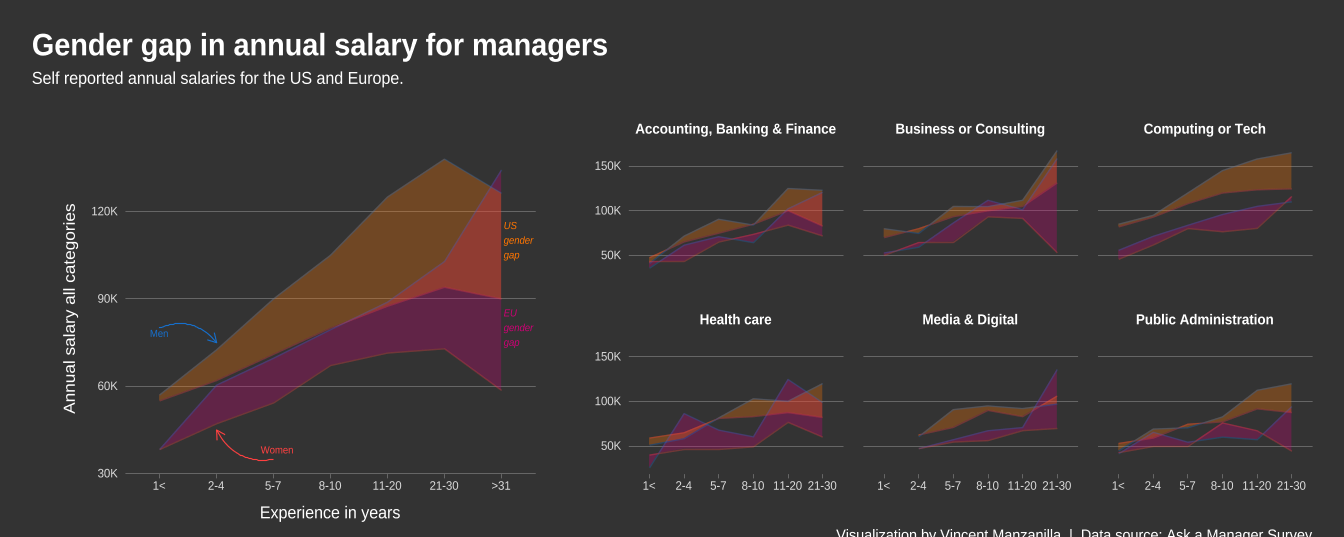 Gender gap in annual salary for managers
Self reported annual salaries for the US and Europe.
Annual salary all categories
120K
90K
60K
30K
Men
Women
US
gender
gap
EU
gender
gap
1< 2-4 5-7 8-10 11-20 21-30 >31
Experience in years
Accounting, Banking & Finance Business or Consulting Computing or Tech
150K
100K
50K
Health care Media & Digital Public Administration
150K
100K
50K
1< 2-4 5-7 8-10 11-20 21-30 1< 2-4 5-7 8-10 11-20 21-30 1< 2-4 5-7 8-10 11-20 21-30
Visualization by Vincent Manzanilla | Data source: Ask a Manager Survey